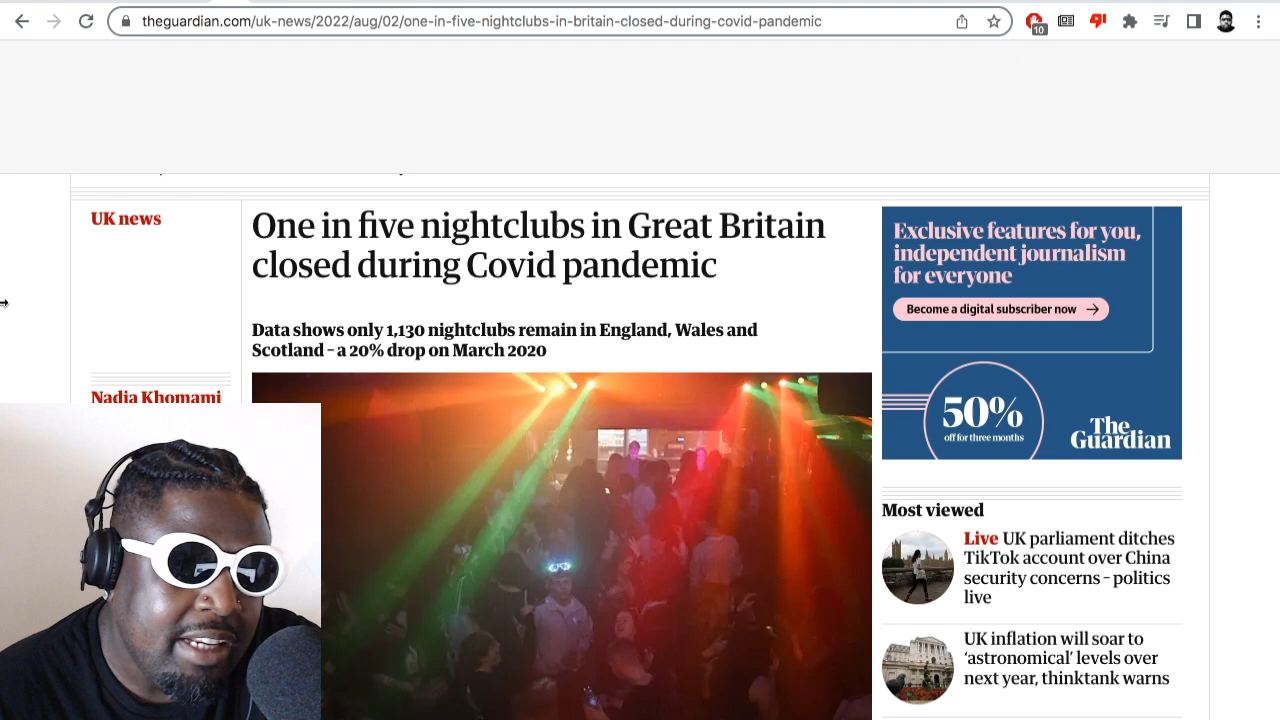 theguardian.com/uk-news/2022/aug/02/one-in-five-nightclubs-in-britain-closed-during-covid-pandemic
10
UK news
One in five nightclubs in Great Britain
closed during Covid pandemic
Data shows only 1,130 nightclubs remain in England, Wales and
Scotland – a 20% drop on March 2020
Nadia Khomami
Exclusive features for you,
independent journalism
for everyone
Become a digital subscriber now
50%
off for three months
The
Guardian
Most viewed
Live UK parliament ditches
TikTok account over China
security concerns – politics
live
UK inflation will soar to
‘astronomical’ levels over
next year, thinktank warns